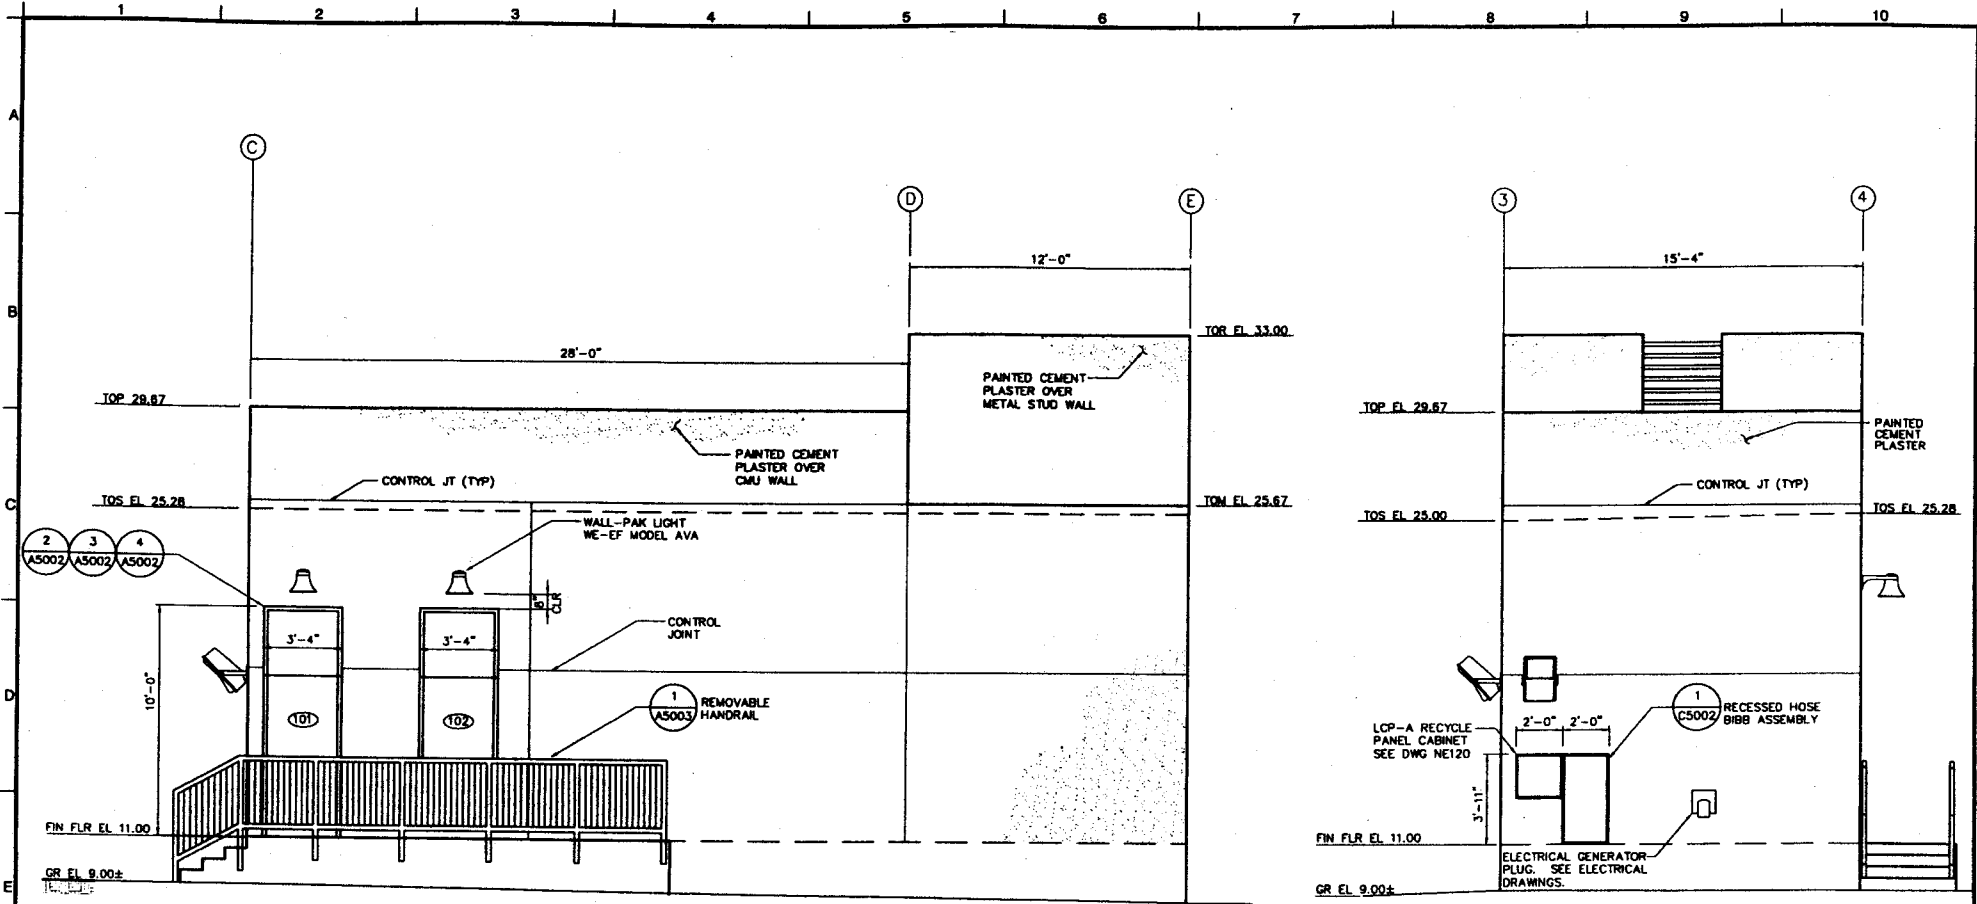 1 2 3 4 5 6 7 8 9 10
A
B
C
D
E
C
D
E
3
4
12'-0"
15'-4"
28'-0"
TOR EL 33.00
PAINTED CEMENT
PLASTER OVER
METAL STUD WALL
TOP 29.67
TOP EL 29.67
PAINTED
CEMENT
PLASTER
PAINTED CEMENT
PLASTER OVER
CMU WALL
CONTROL JT (TYP)
CONTROL JT (TYP)
TOS EL 25.28
TOM EL 25.67
TOS EL 25.00
TOS EL 25.28
WALL-PAK LIGHT
WE-EF MODEL AVA
2
A5002
3
A5002
4
A5002
8"
CLR
3'-4"
3'-4"
CONTROL
JOINT
10'-0"
101
102
1
A5003
REMOVABLE
HANDRAIL
1
C5002
RECESSED HOSE
BIBB ASSEMBLY
2'-0"
2'-0"
LCP-A RECYCLE
PANEL CABINET
SEE DWG NE120
3'-11"
FIN FLR EL 11.00
FIN FLR EL 11.00
GR EL 9.00±
GR EL 9.00±
ELECTRICAL GENERATOR
PLUG. SEE ELECTRICAL
DRAWINGS.